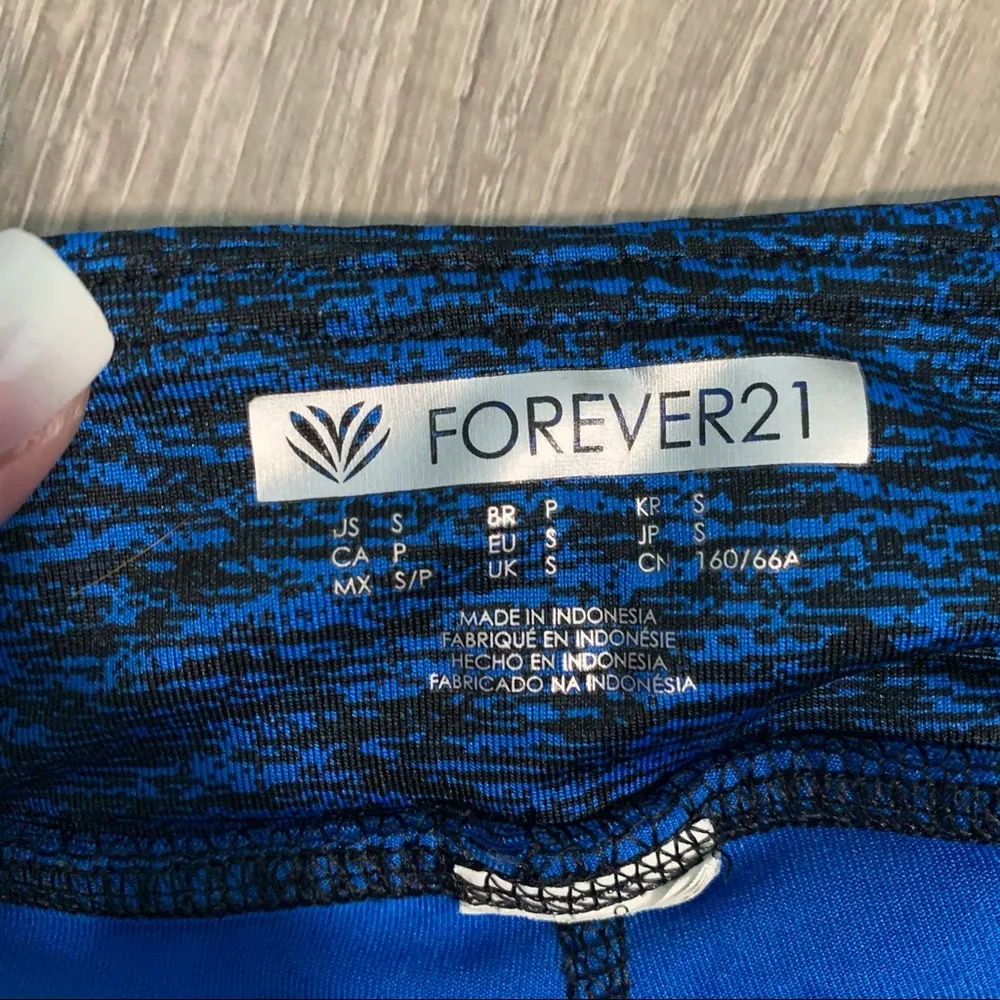 FOREVER21
JS S BR P KR S
CA P EU S JP S
MX S/P UK S CN 160/66A
MADE IN INDONESIA
FABRIQUÉ EN INDONÉSIE
HECHO EN INDONESIA
FABRICADO NA INDONÉSIA